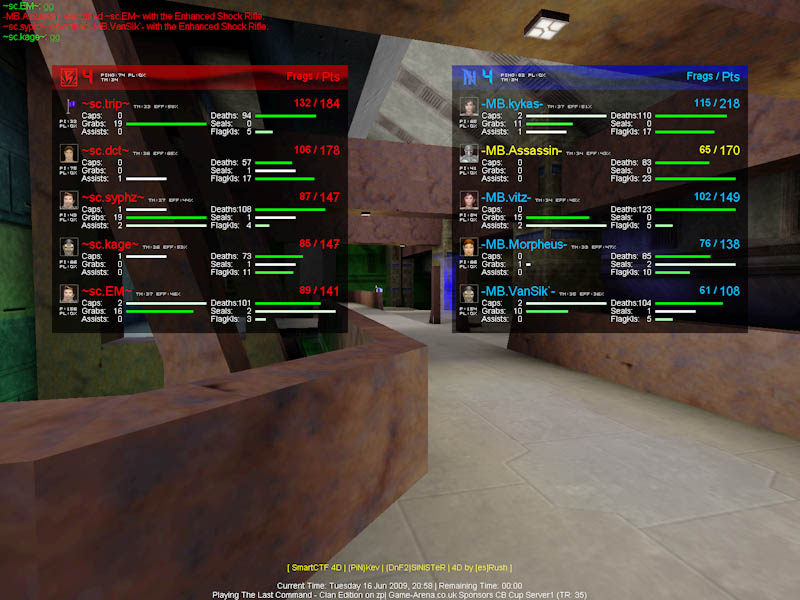 ~sc.EM~: gg
~sc.kage~: gg
with the Enhanced Shock Rifle.
-MB.VanSik`- with the Enhanced Shock Rifle.
4 Frags / Pts
~sc.trip~ 132 / 184
Caps: 0 Deaths: 94
Grabs: 19 Seals: 0
Assists: 0 FlagKls: 5
~sc.dct~ 106 / 178
Caps: 0 Deaths: 57
Grabs: 0 Seals: 1
Assists: 1 FlagKls: 17
~sc.syphz~ 87 / 147
Caps: 1 Deaths:108
Grabs: 19 Seals: 1
Assists: 2 FlagKls: 4
~sc.kage~ 85 / 147
Caps: 1 Deaths: 73
Grabs: 0 Seals: 1
Assists: 0 FlagKls: 11
~sc.EM~ 89 / 141
Caps: 2 Deaths:101
Grabs: 16 Seals: 2
Assists: 0 FlagKls: 3
4 Frags / Pts
-MB.kykas- 115 / 218
Caps: 2 Deaths:110
Grabs: 11 Seals: 0
Assists: 1 FlagKls: 17
-MB.Assassin- 65 / 170
Caps: 0 Deaths: 83
Grabs: 0 Seals: 0
Assists: 0 FlagKls: 23
-MB.vitz- 102 / 149
Caps: 0 Deaths:123
Grabs: 15 Seals: 0
Assists: 2 FlagKls: 5
-MB.Morpheus- 76 / 138
Caps: 0 Deaths: 85
Grabs: 1 Seals: 2
Assists: 0 FlagKls: 10
-MB.VanSik`- 61 / 108
Caps: 2 Deaths:104
Grabs: 10 Seals: 1
Assists: 0 FlagKls: 5
[ SmartCTF 4D | {PiN}Kev | {DnF2}SiNiSTeR | 4D by [es]Rush ]
Current Time: Tuesday 16 Jun 2009, 20:58 | Remaining Time: 00:00
Playing The Last Command - Clan Edition on zp| Game-Arena.co.uk Sponsors CB Cup Server1 (TR: 35)